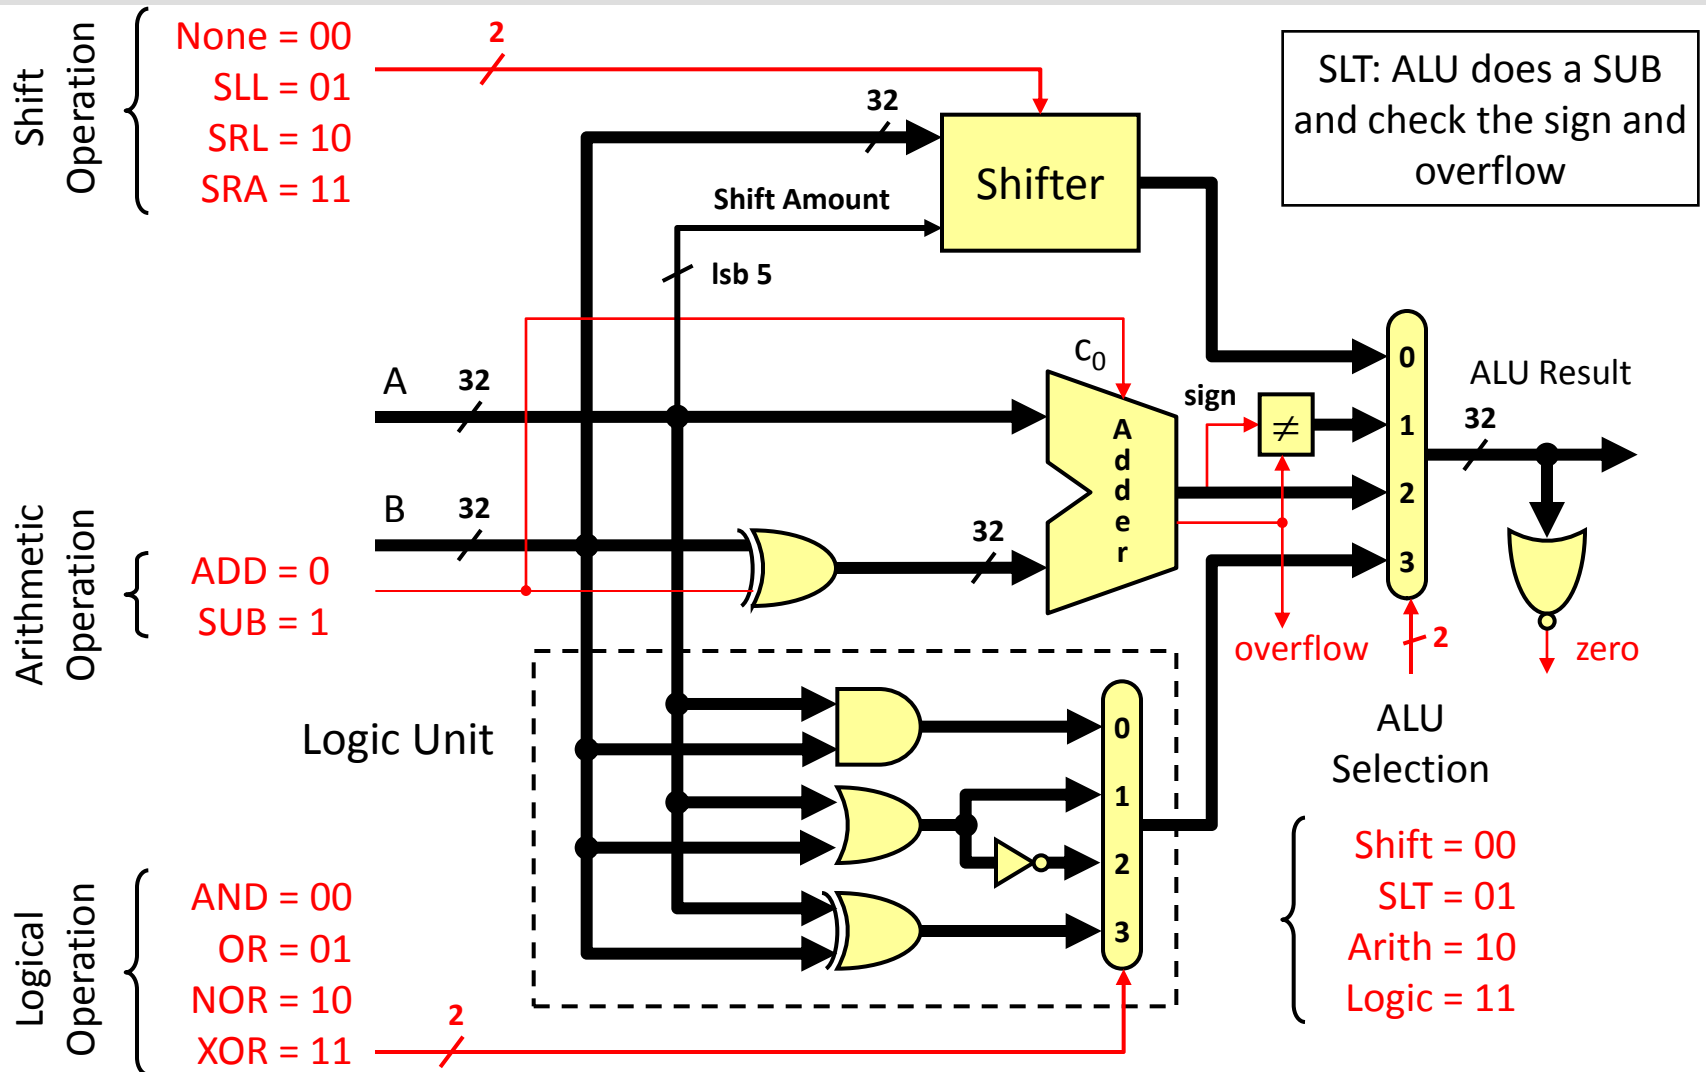 Shift
Operation
None = 00
SLL = 01
SRL = 10
SRA = 11
2
32
Shifter
Shift Amount
lsb 5
SLT: ALU does a SUB
and check the sign and
overflow
A
32
c0
Adder
sign
≠
0
1
2
3
ALU Result
32
B
32
32
Arithmetic
Operation
ADD = 0
SUB = 1
overflow
2
zero
Logic Unit
0
1
2
3
ALU
Selection
Shift = 00
SLT = 01
Arith = 10
Logic = 11
Logical
Operation
AND = 00
OR = 01
NOR = 10
XOR = 11
2